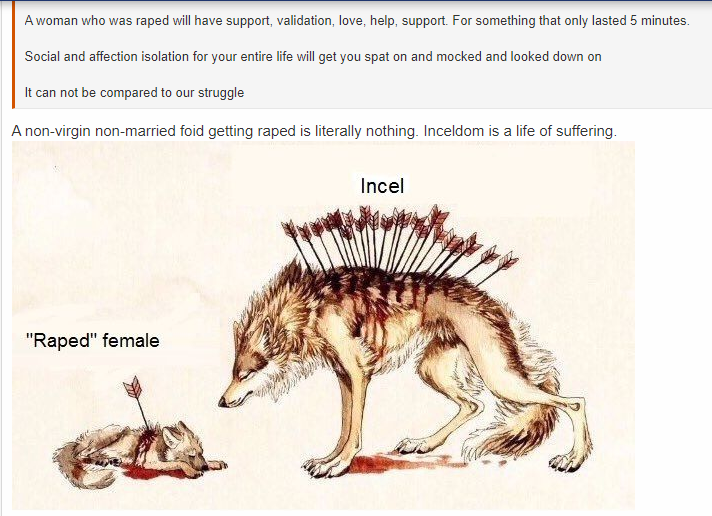 A woman who was raped will have support, validation, love, help, support. For something that only lasted 5 minutes.
Social and affection isolation for your entire life will get you spat on and mocked and looked down on
It can not be compared to our struggle
A non-virgin non-married foid getting raped is literally nothing. Inceldom is a life of suffering.
Incel
"Raped" female